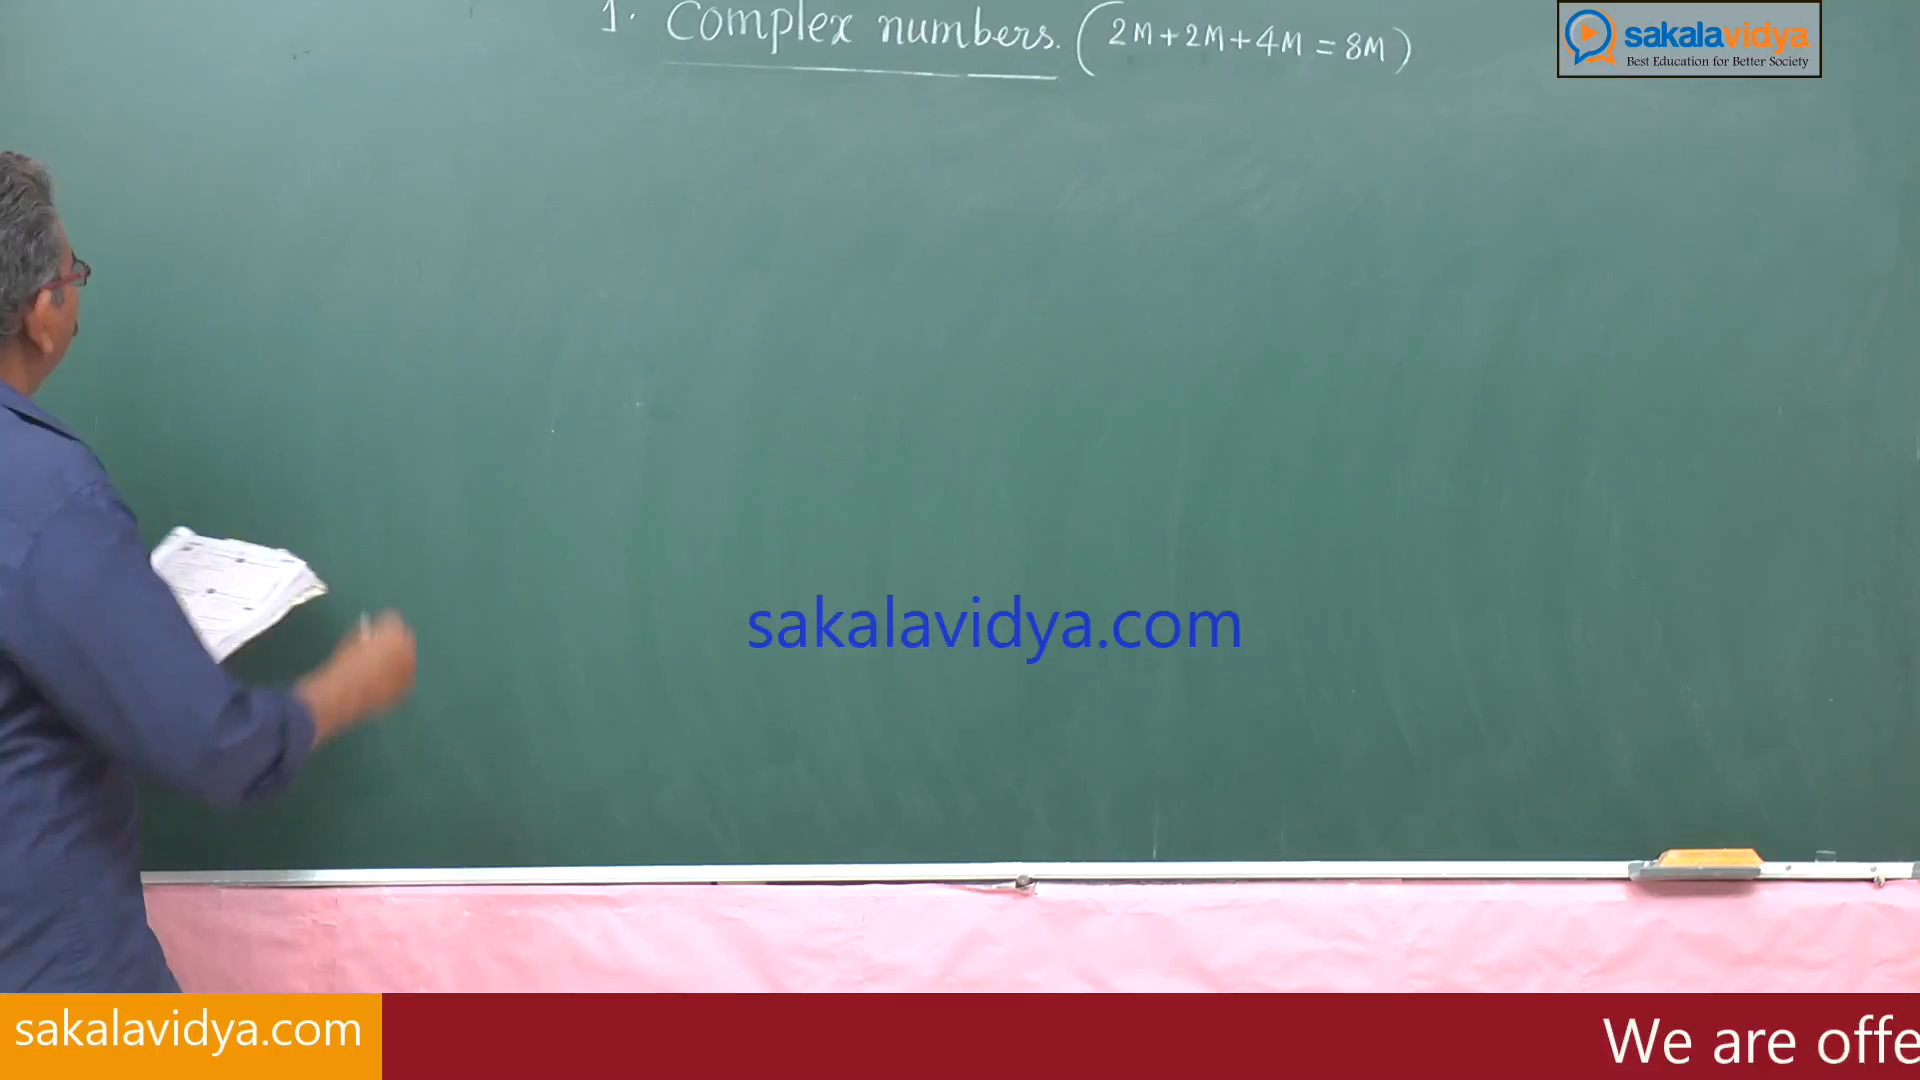 1. Complex numbers. (2M+2M+4M = 8M)
sakalavidya
Best Education for Better Society
sakalavidya.com
sakalavidya.com
We are offe